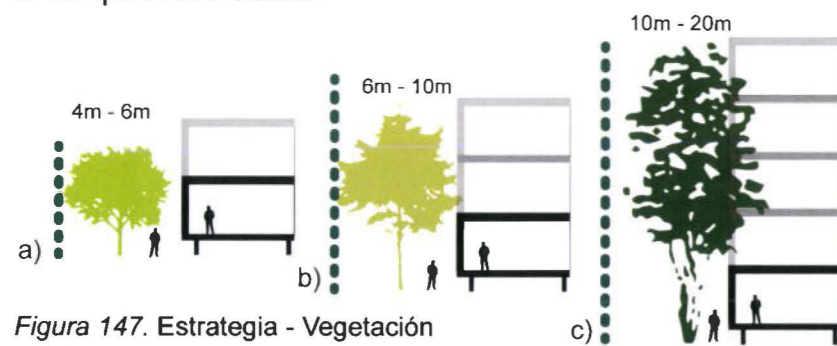 10m - 20m
6m - 10m
4m - 6m
a)
b)
c)
Figura 147. Estrategia - Vegetación